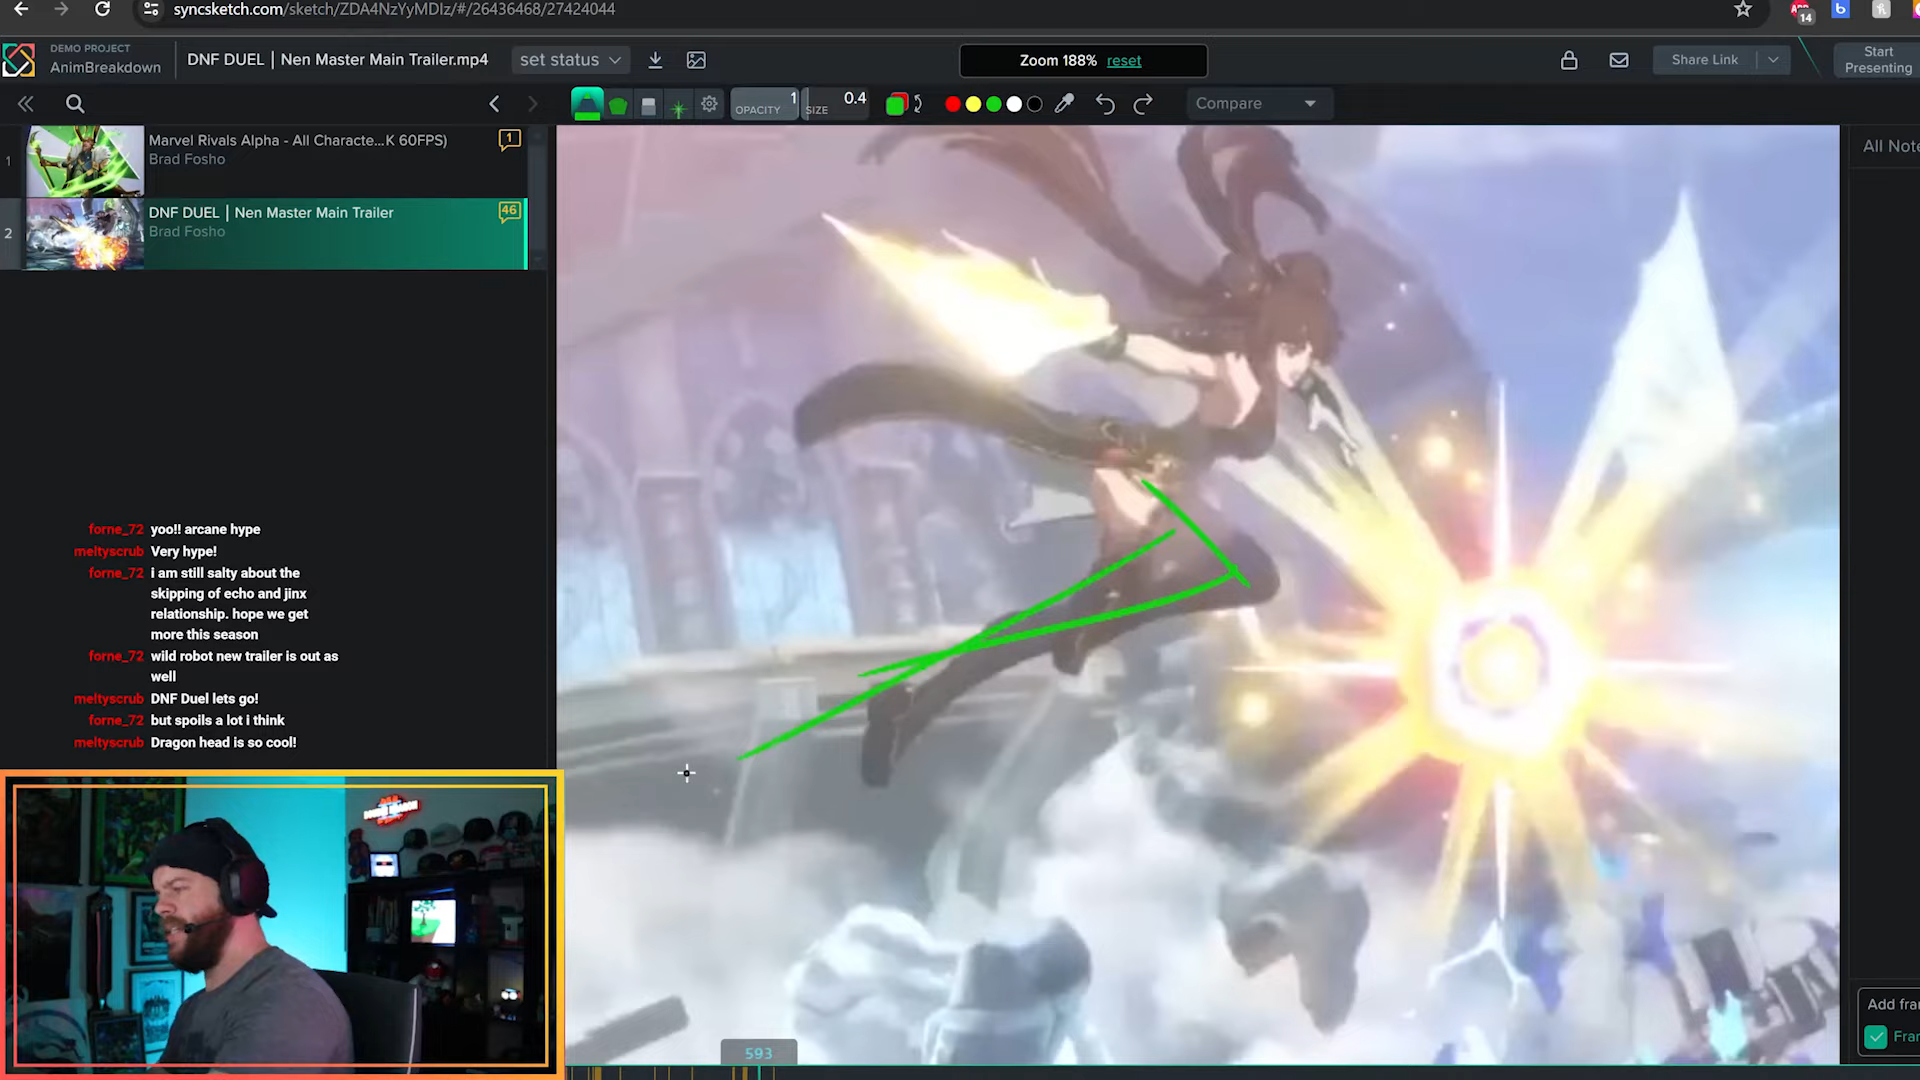 syncsketch.com/sketch/ZDA4NzYyMDIz/#/26436468/27424044
14
DEMO PROJECT
AnimBreakdown
DNF DUEL | Nen Master Main Trailer.mp4
set status
Zoom 188% reset
Share Link
Start
Presenting
OPACITY 1
SIZE 0.4
Compare
1
Marvel Rivals Alpha - All Characte...K 60FPS)
Brad Fosho
1
2
DNF DUEL | Nen Master Main Trailer
Brad Fosho
46
All Note
forne_72 yoo!! arcane hype
meltyscrub Very hype!
forne_72 i am still salty about the
skipping of echo and jinx
relationship. hope we get
more this season
forne_72 wild robot new trailer is out as
well
meltyscrub DNF Duel lets go!
forne_72 but spoils a lot i think
meltyscrub Dragon head is so cool!
593
Add fra
Fra